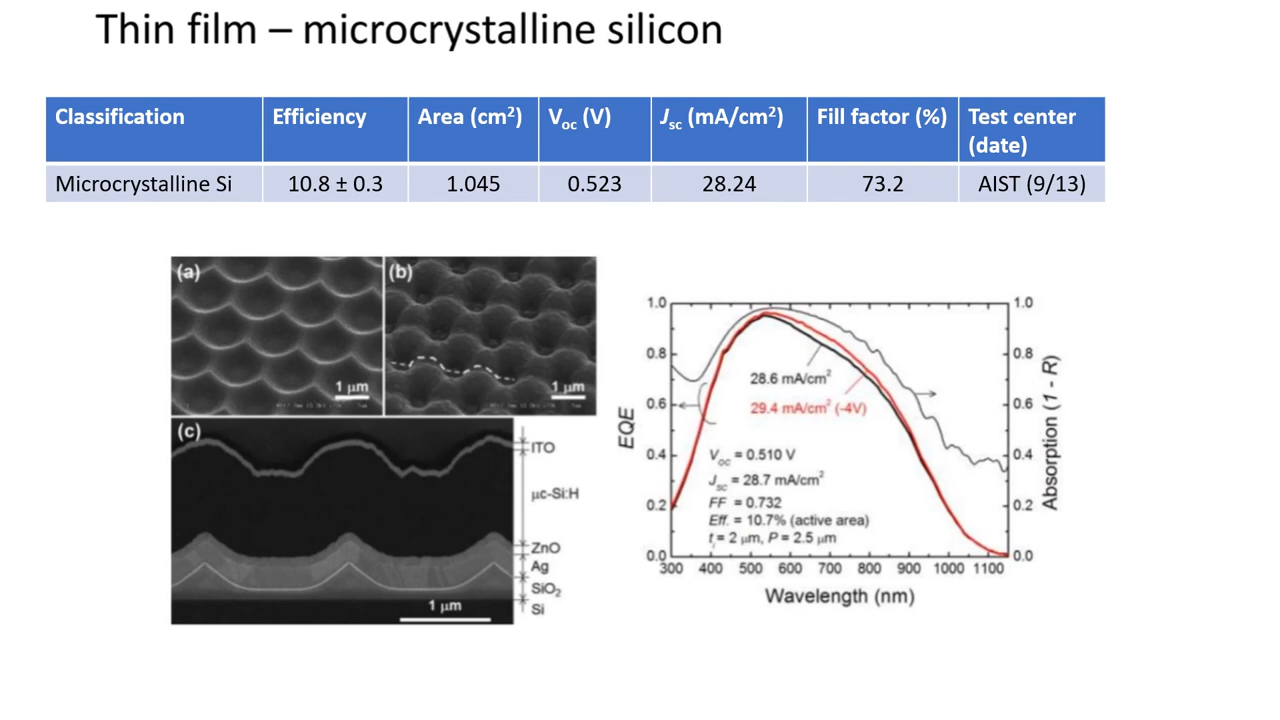 Thin film – microcrystalline silicon
Classification Efficiency Area (cm²) Voc (V) Jsc (mA/cm²) Fill factor (%) Test center (date)
Microcrystalline Si 10.8 ± 0.3 1.045 0.523 28.24 73.2 AIST (9/13)
(a)
1 μm
(b)
1 μm
(c)
ITO
μc-Si:H
ZnO
Ag
SiO₂
Si
1 μm
1.0
0.8
0.6
0.4
0.2
0.0
EQE
28.6 mA/cm²
29.4 mA/cm² (-4V)
Voc = 0.510 V
Jsc = 28.7 mA/cm²
FF = 0.732
Eff. = 10.7% (active area)
tᵢ = 2 μm, P = 2.5 μm
1.0
0.8
0.6
0.4
0.2
0.0
Absorption (1 - R)
300 400 500 600 700 800 900 1000 1100
Wavelength (nm)